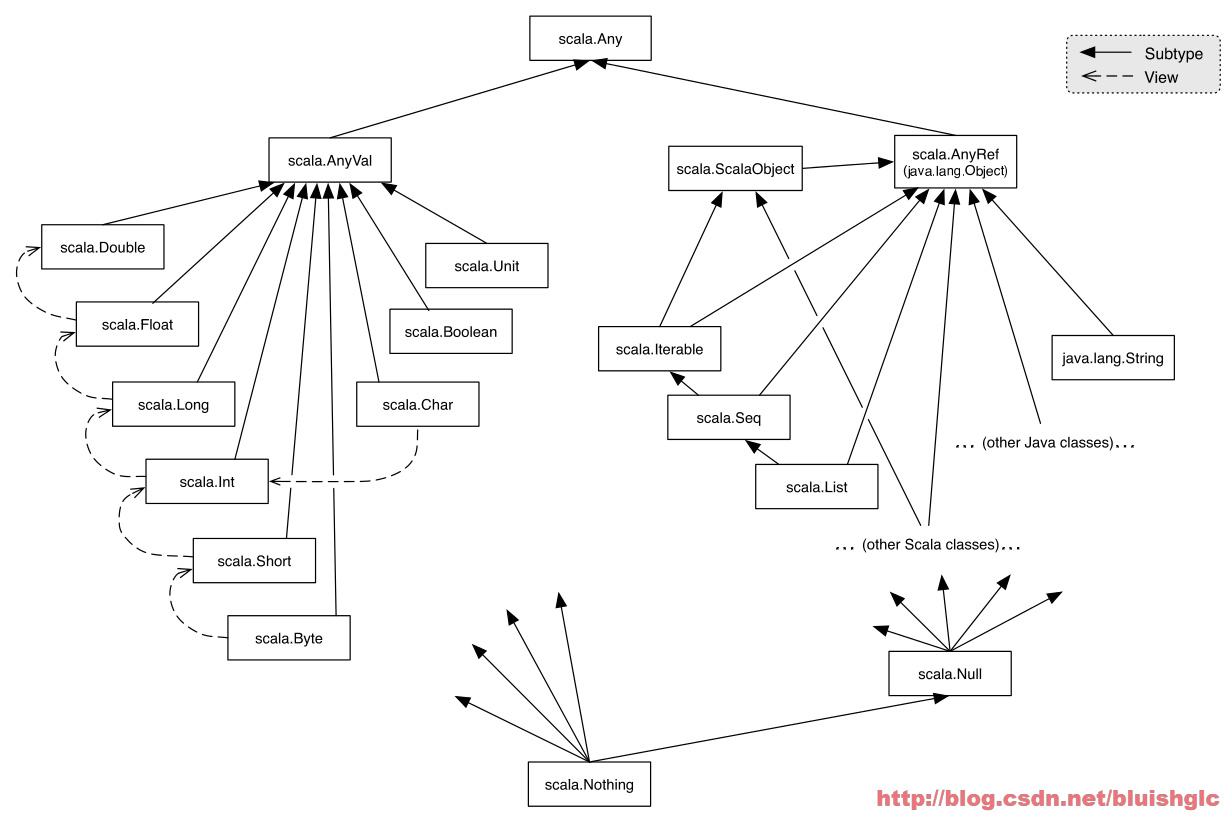 scala.Any
Subtype
View
scala.AnyVal
scala.ScalaObject
scala.AnyRef
(java.lang.Object)
scala.Double
scala.Unit
scala.Float
scala.Boolean
scala.Iterable
java.lang.String
scala.Long
scala.Char
scala.Seq
... (other Java classes)...
scala.Int
scala.List
... (other Scala classes)...
scala.Short
scala.Byte
scala.Null
scala.Nothing
http://blog.csdn.net/bluishglc